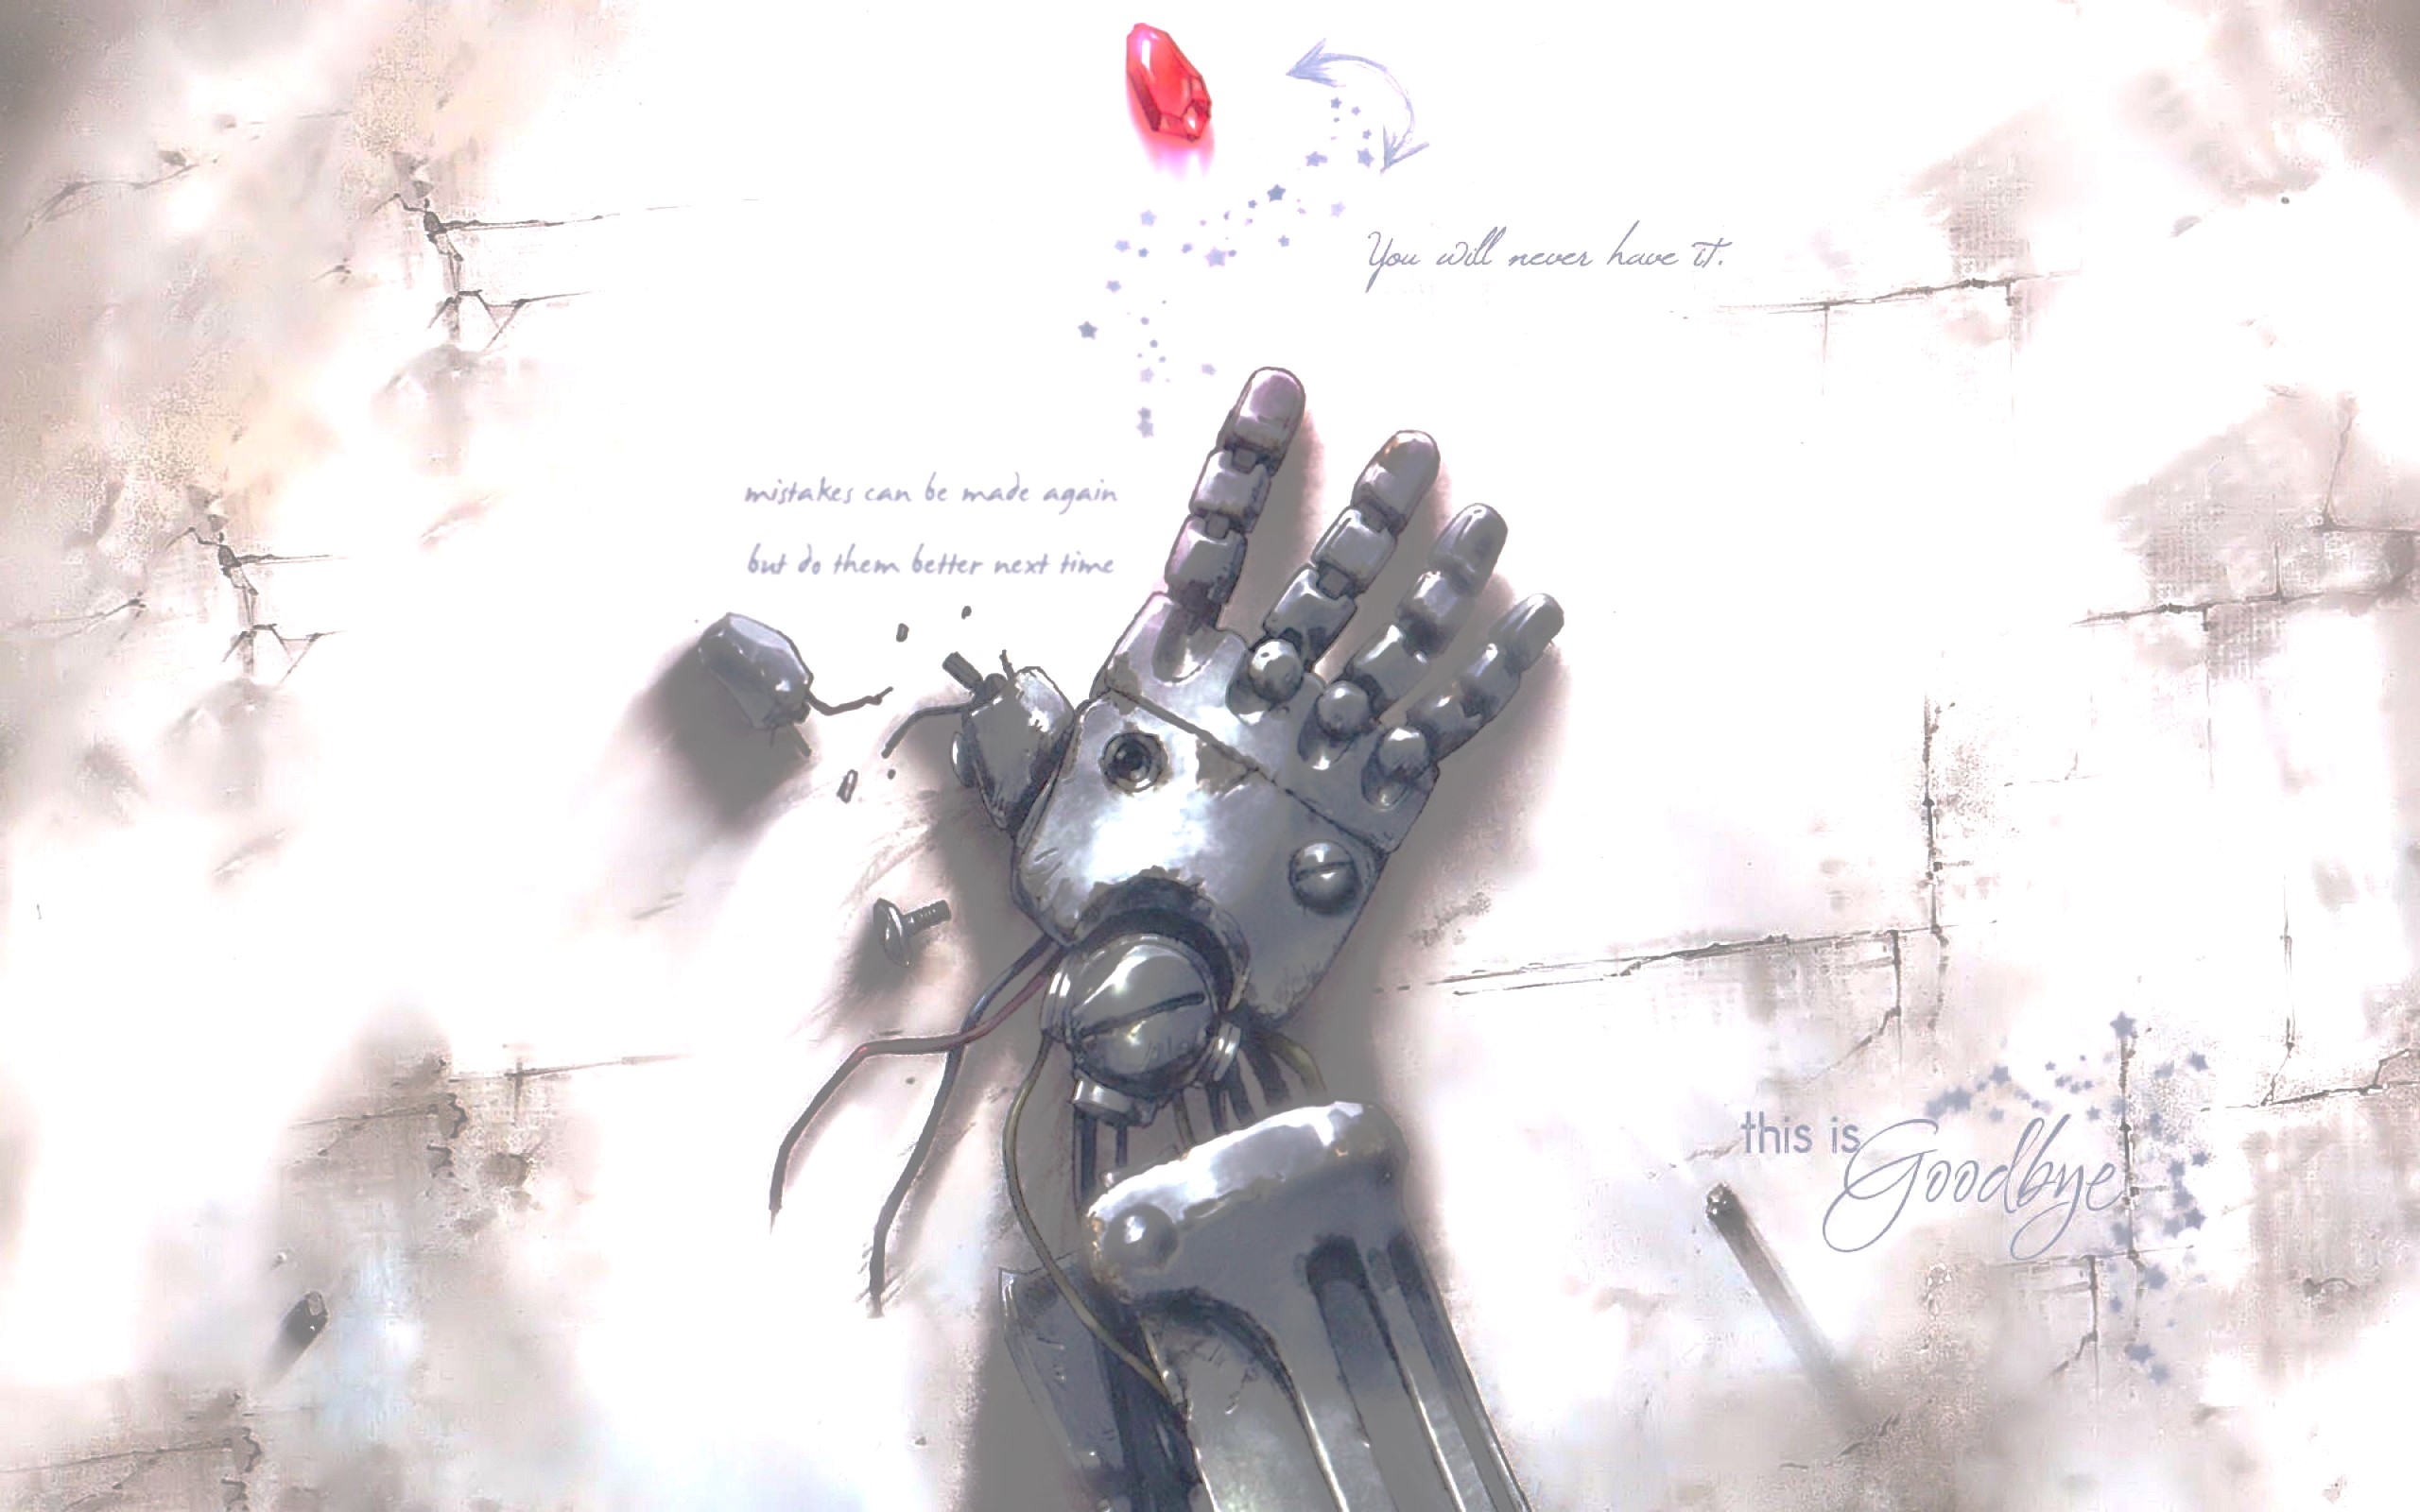 You will never have it.
mistakes can be made again
but do them better next time
this is Goodbye